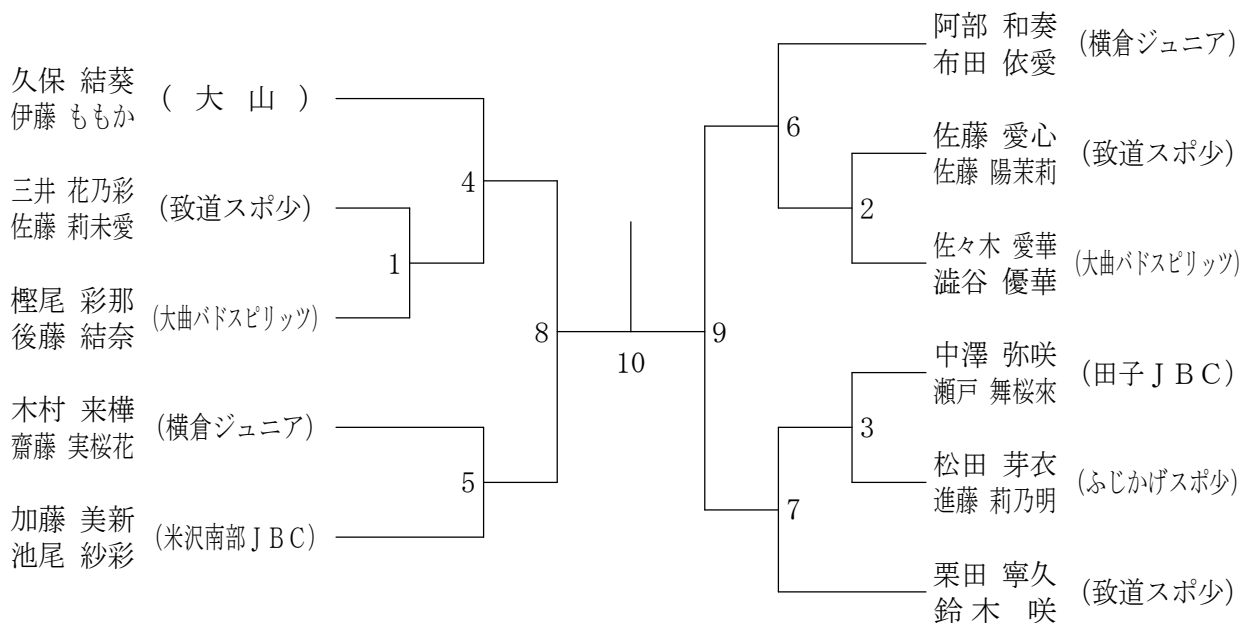 久保 結葵
伊藤 ももか
( 大 山 )
三井 花乃彩
佐藤 莉未愛
(致道スポ少)
樫尾 彩那
後藤 結奈
(大曲バドスピリッツ)
木村 来樺
齋藤 実桜花
(横倉ジュニア)
加藤 美新
池尾 紗彩
(米沢南部ＪＢＣ)
1
4
5
8
10
9
6
2
3
7
阿部 和奏
布田 依愛
(横倉ジュニア)
佐藤 愛心
佐藤 陽茉莉
(致道スポ少)
佐々木 愛華
澁谷 優華
(大曲バドスピリッツ)
中澤 弥咲
瀬戸 舞桜來
(田子ＪＢＣ)
松田 芽衣
進藤 莉乃明
(ふじかげスポ少)
栗田 寧久
鈴木 咲
(致道スポ少)